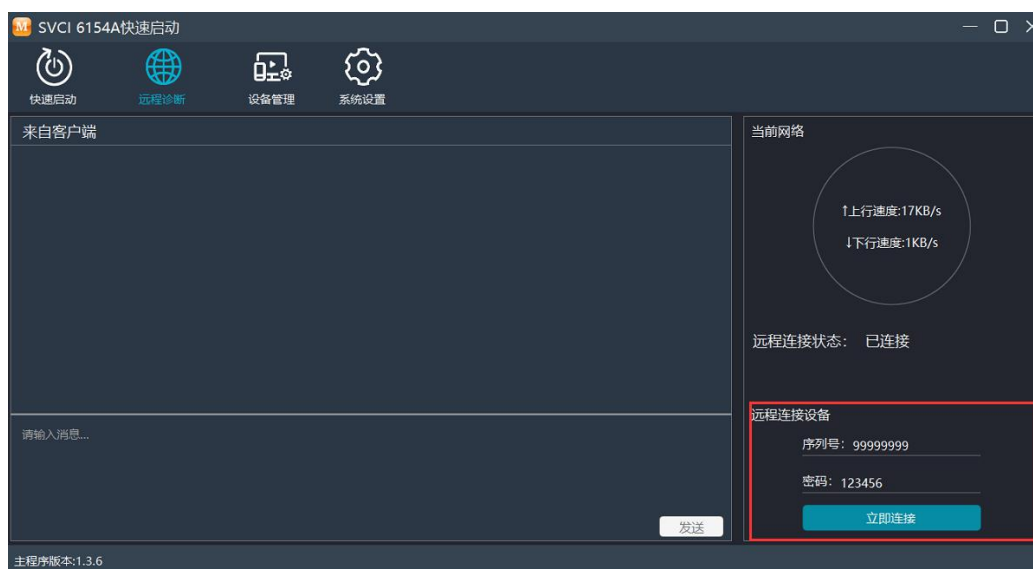 SVCI 6154A快速启动
快速启动
远程诊断
设备管理
系统设置
来自客户端
当前网络
↑上行速度:17KB/s
↓下行速度:1KB/s
远程连接状态： 已连接
远程连接设备
序列号：99999999
密码：123456
立即连接
请输入消息...
发送
主程序版本:1.3.6